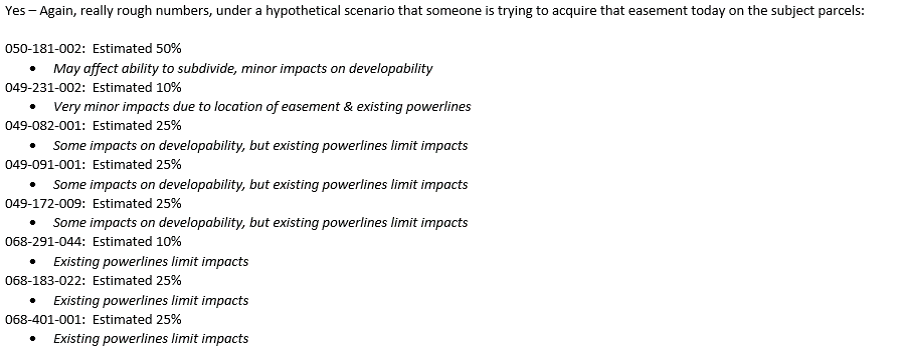 Yes – Again, really rough numbers, under a hypothetical scenario that someone is trying to acquire that easement today on the subject parcels:
050-181-002: Estimated 50%
• May affect ability to subdivide, minor impacts on developability
049-231-002: Estimated 10%
• Very minor impacts due to location of easement & existing powerlines
049-082-001: Estimated 25%
• Some impacts on developability, but existing powerlines limit impacts
049-091-001: Estimated 25%
• Some impacts on developability, but existing powerlines limit impacts
049-172-009: Estimated 25%
• Some impacts on developability, but existing powerlines limit impacts
068-291-044: Estimated 10%
• Existing powerlines limit impacts
068-183-022: Estimated 25%
• Existing powerlines limit impacts
068-401-001: Estimated 25%
• Existing powerlines limit impacts